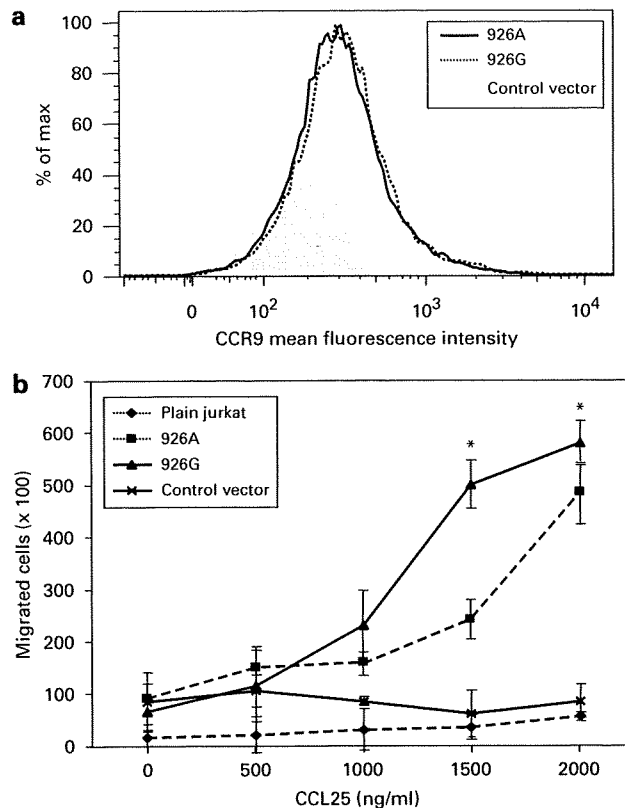 a
926A
926G
Control vector
% of max
100
80
60
40
20
0
0 10² 10³ 10⁴
CCR9 mean fluorescence intensity
b
Plain jurkat
926A
926G
Control vector
Migrated cells (× 100)
700
600
500
400
300
200
100
0
* *
0 500 1000 1500 2000
CCL25 (ng/ml)